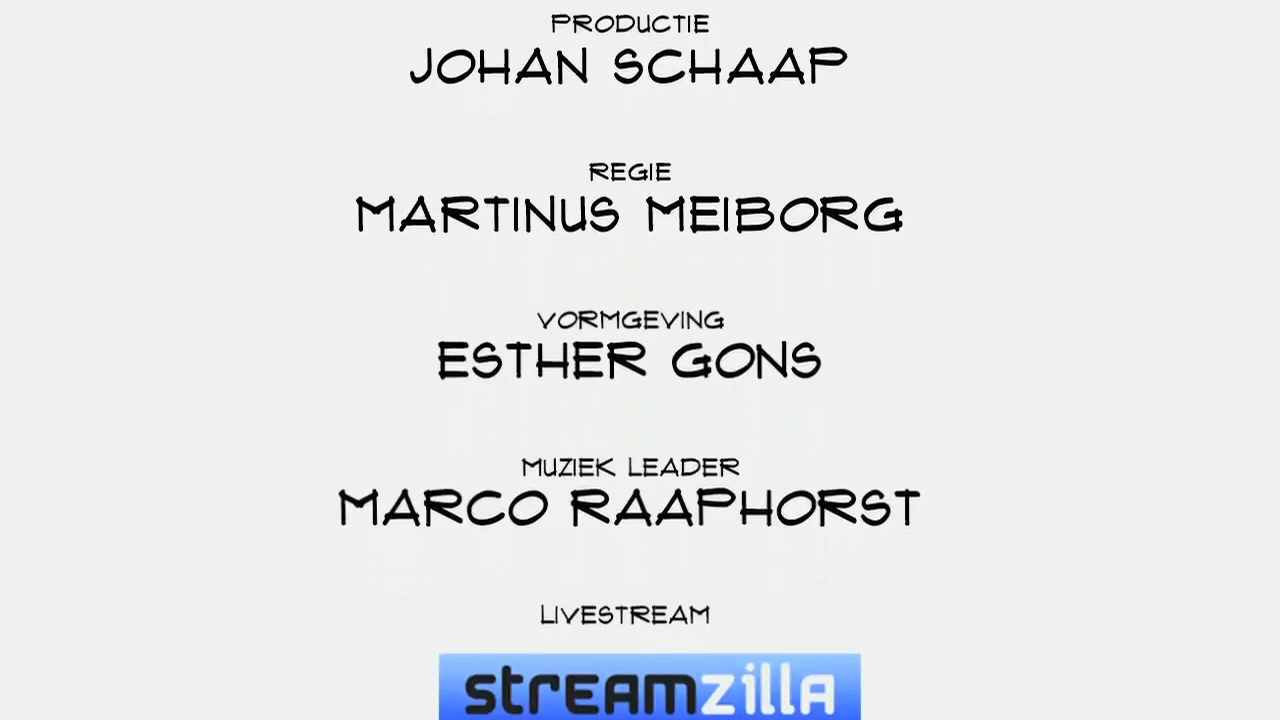 PRODUCTIE
JOHAN SCHAAP
REGIE
MARTINUS MEIBORG
VORMGEVING
ESTHER GONS
MUZIEK LEADER
MARCO RAAPHORST
LIVESTREAM
streamzilla